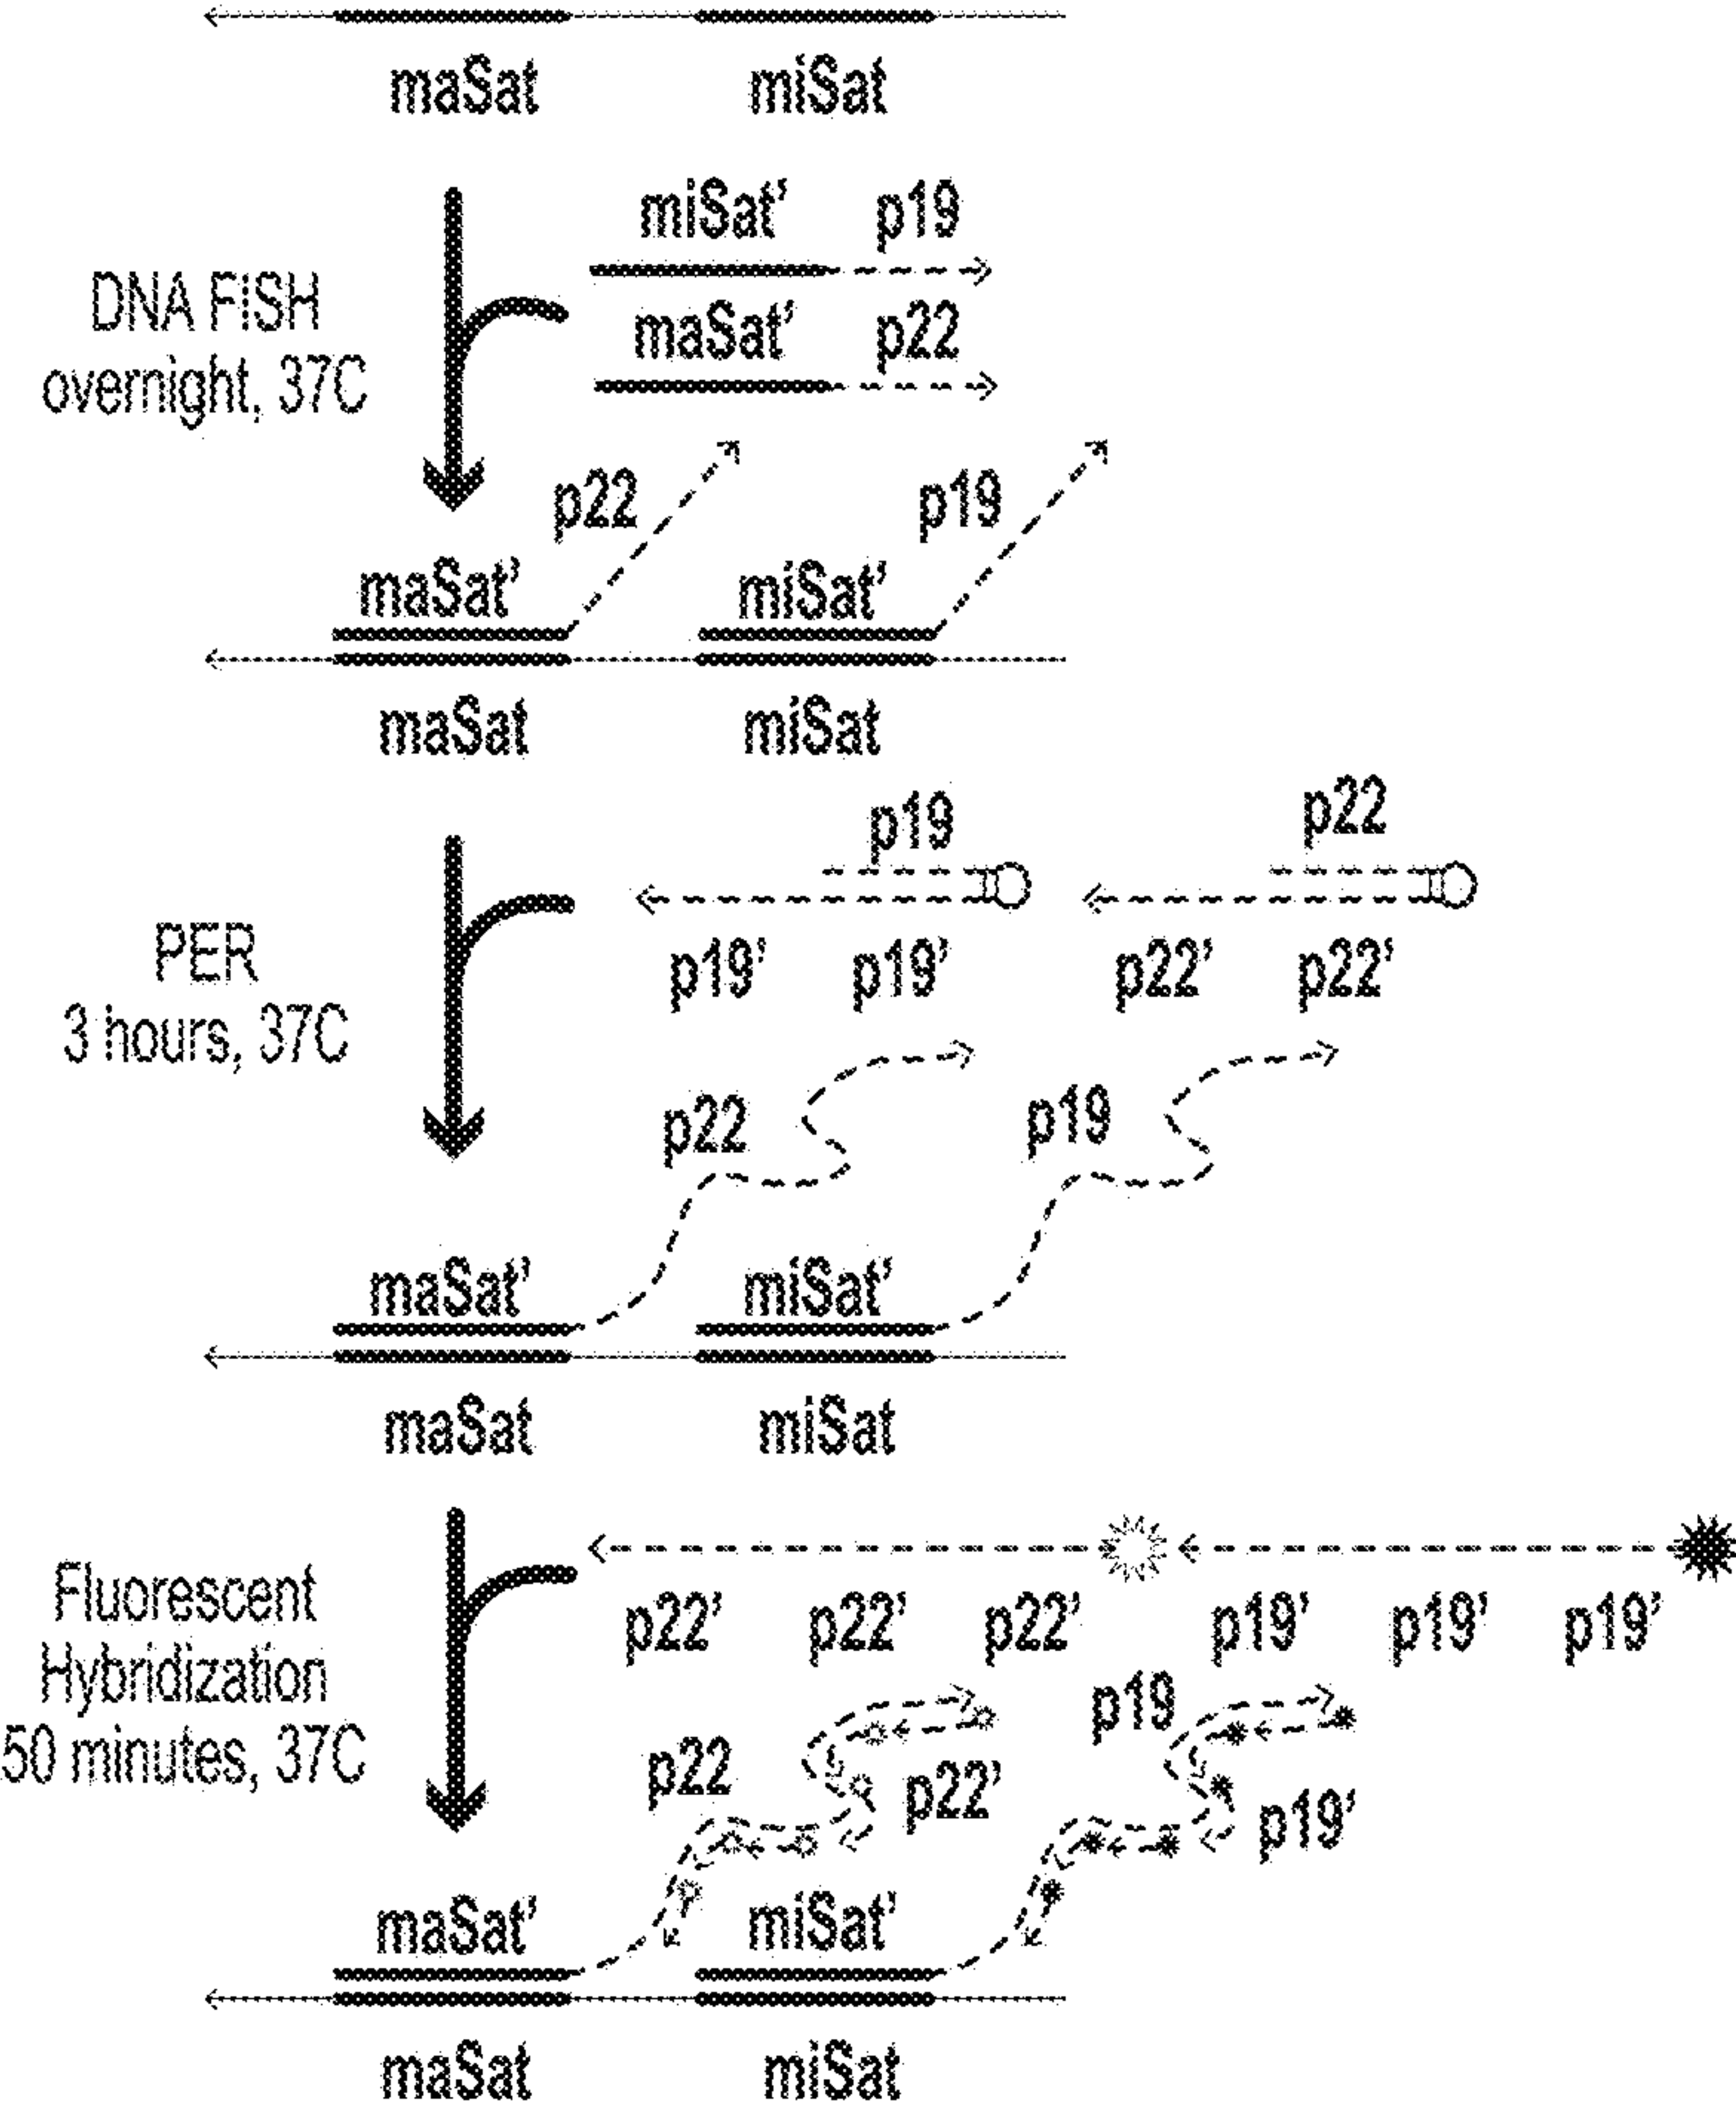 maSat miSat
miSat’ p19
DNA FISH
overnight, 37C
maSat’ p22
p22 p19
maSat’ miSat’
maSat miSat
p19 p22
PER
3 hours, 37C
p19’ p19’ p22’ p22’
p22 p19
maSat’ miSat’
maSat miSat
Fluorescent
Hybridization
50 minutes, 37C
p22’ p22’ p22’ p19’ p19’ p19’
p22 p19
p22’ p19’
maSat’ miSat’
maSat miSat